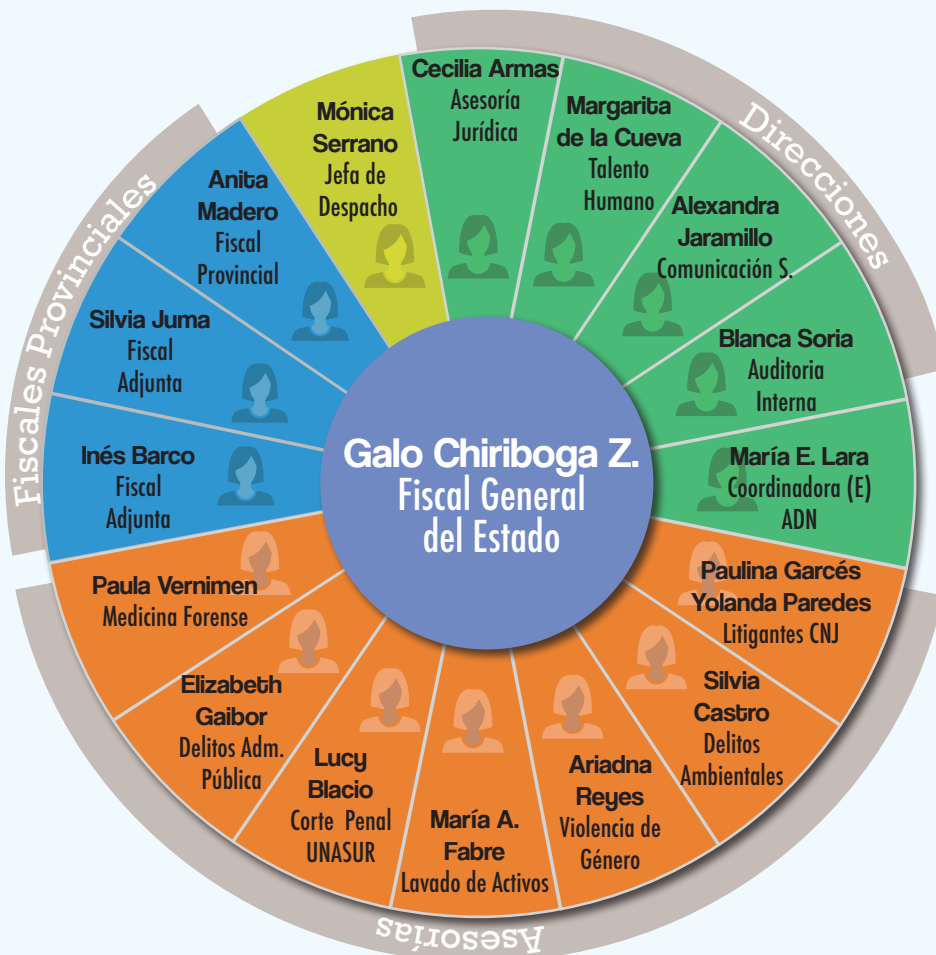 Galo Chiriboga Z.
Fiscal General
del Estado
Mónica
Serrano
Jefa de
Despacho
Direcciones
Cecilia Armas
Asesoría
Jurídica
Margarita
de la Cueva
Talento
Humano
Alexandra
Jaramillo
Comunicación S.
Blanca Soria
Auditoria
Interna
María E. Lara
Coordinadora (E)
ADN
Asesorías
Paulina Garcés
Yolanda Paredes
Litigantes CNJ
Silvia
Castro
Delitos
Ambientales
Ariadna
Reyes
Violencia de
Género
María A.
Fabre
Lavado de Activos
Lucy
Blacio
Corte Penal
UNASUR
Elizabeth
Gaibor
Delitos Adm.
Pública
Paula Vernimen
Medicina Forense
Fiscales Provinciales
Inés Barco
Fiscal
Adjunta
Silvia Juma
Fiscal
Adjunta
Anita
Madero
Fiscal
Provincial